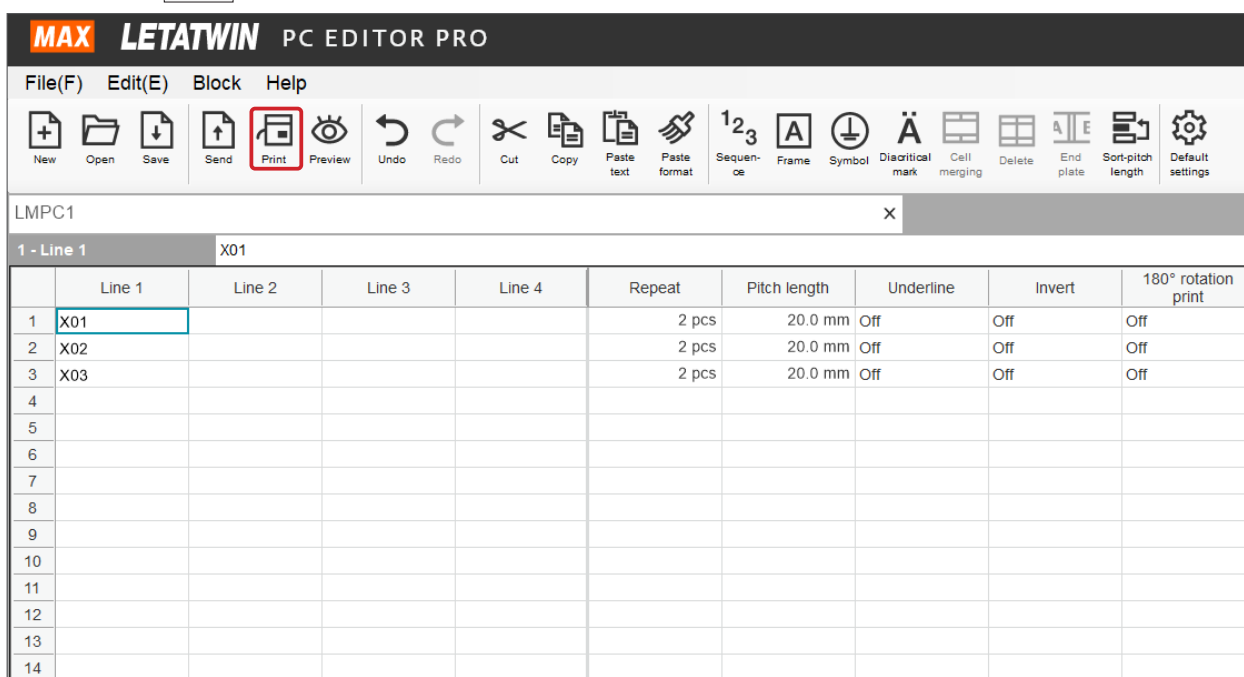 MAX LETATWIN PC EDITOR PRO
File(F) Edit(E) Block Help
New Open Save Send Print Preview Undo Redo Cut Copy Paste text Paste format Sequen-ce Frame Symbol Diacritical mark Cell merging Delete End plate Sort-pitch length Default settings
LMPC1 ×
1 - Line 1 X01
Line 1 Line 2 Line 3 Line 4 Repeat Pitch length Underline Invert 180° rotation print
1 X01 2 pcs 20.0 mm Off Off Off
2 X02 2 pcs 20.0 mm Off Off Off
3 X03 2 pcs 20.0 mm Off Off Off
4
5
6
7
8
9
10
11
12
13
14